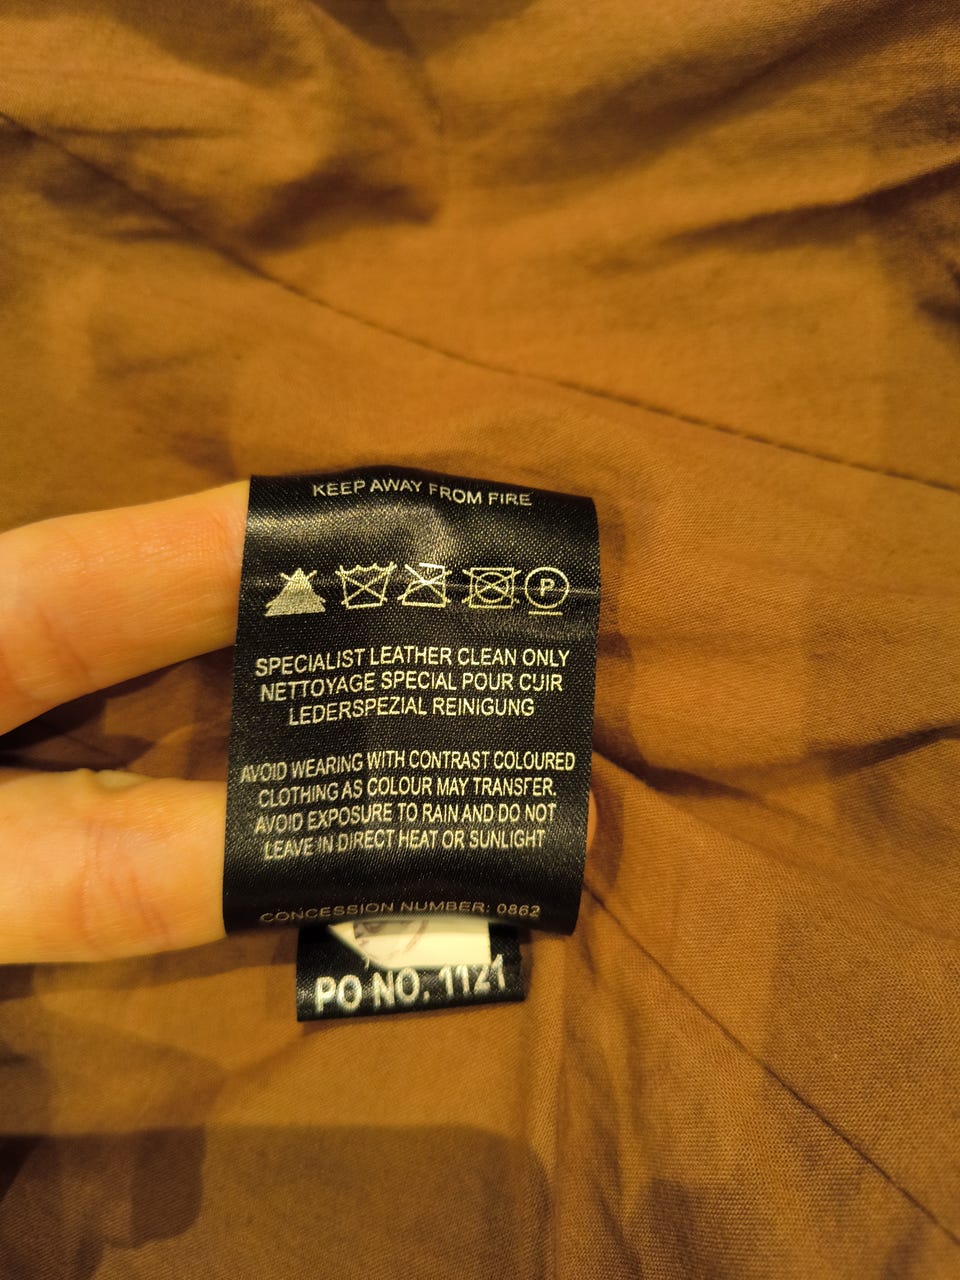 KEEP AWAY FROM FIRE
P
SPECIALIST LEATHER CLEAN ONLY
NETTOYAGE SPECIAL POUR CUIR
LEDERSPEZIAL REINIGUNG
AVOID WEARING WITH CONTRAST COLOURED
CLOTHING AS COLOUR MAY TRANSFER.
AVOID EXPOSURE TO RAIN AND DO NOT
LEAVE IN DIRECT HEAT OR SUNLIGHT
CONCESSION NUMBER: 0862
PO NO. 1121